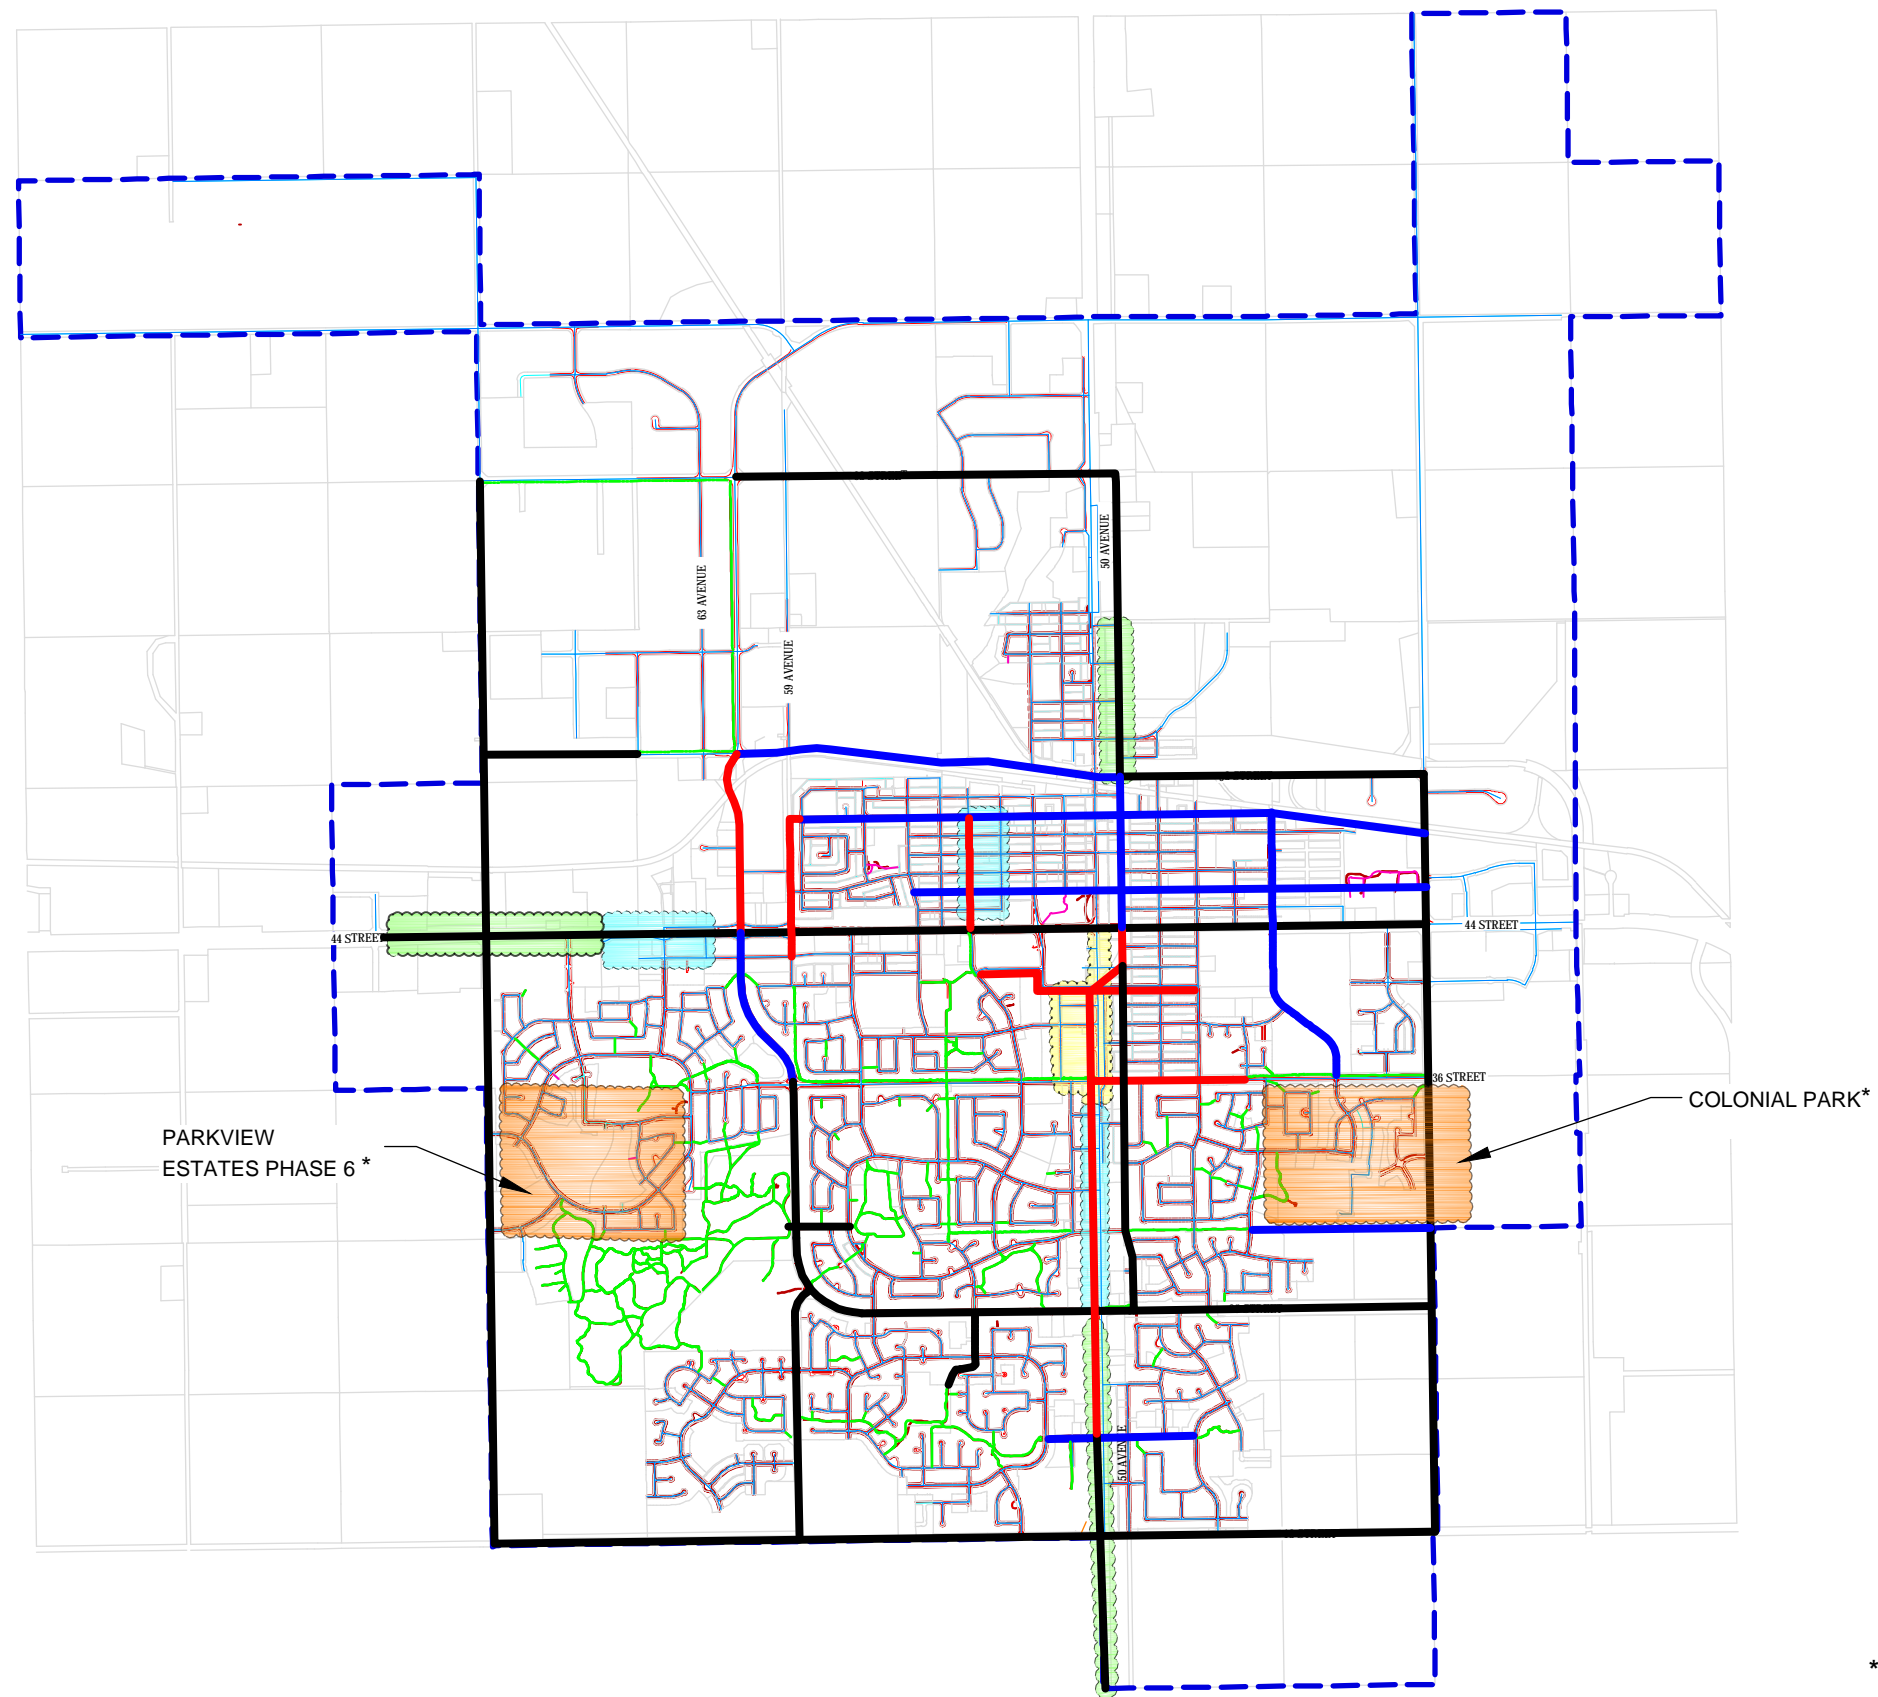 50 AVENUE
63 AVENUE
59 AVENUE
44 STREET
44 STREET
36 STREET
COLONIAL PARK*
PARKVIEW
ESTATES PHASE 6 *
50 AVENUE
*